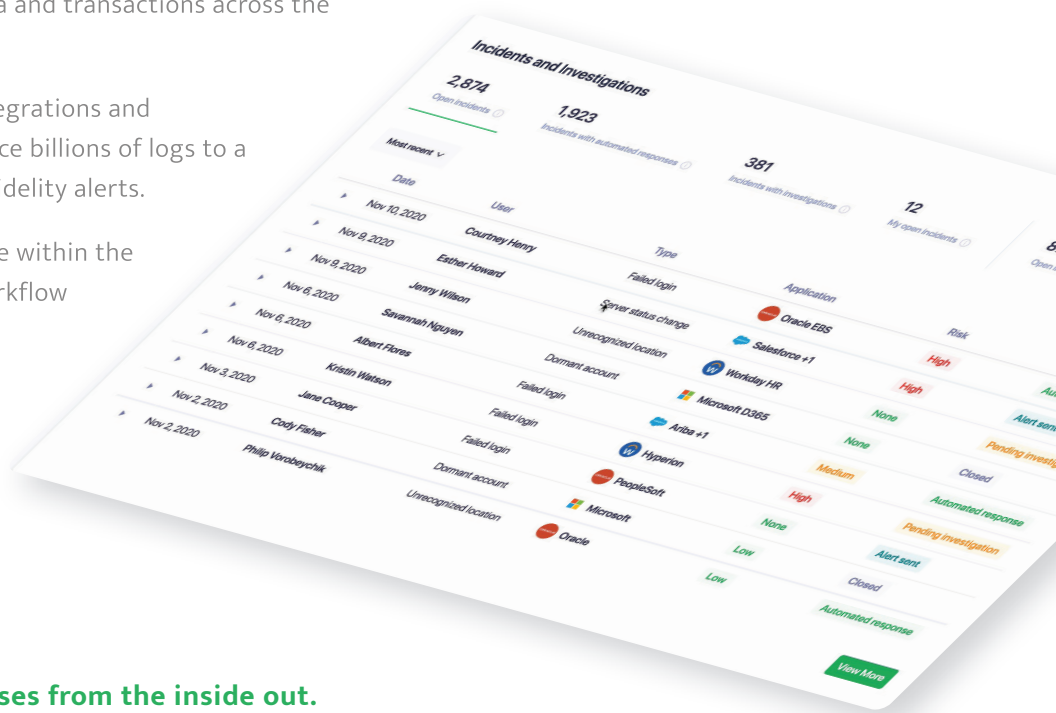 a and transactions across the
egrations and
ce billions of logs to a
idelity alerts.
e within the
rkflow
ses from the inside out.
Incidents and Investigations
2,874
Open incidents
1,923
Incidents with automated responses
381
Incidents with investigations
12
My open incidents
8
Open
Most recent
Date User Type Application Risk
Nov 10, 2020 Courtney Henry Failed login Oracle EBS High Au
Nov 9, 2020 Esther Howard Server status change Salesforce +1 High Alert sent
Nov 9, 2020 Jenny Wilson Unrecognized location Workday HR None Pending investig
Nov 6, 2020 Savannah Nguyen Dormant account Microsoft D365 None Closed
Nov 6, 2020 Albert Flores Failed login Ariba +1 Medium Automated response
Nov 6, 2020 Kristin Watson Failed login Hyperion High Pending investigation
Nov 3, 2020 Jane Cooper Failed login PeopleSoft None Alert sent
Nov 2, 2020 Cody Fisher Dormant account Microsoft Low Closed
Nov 2, 2020 Philip Vorobeychik Unrecognized location Oracle Low Automated response
View More